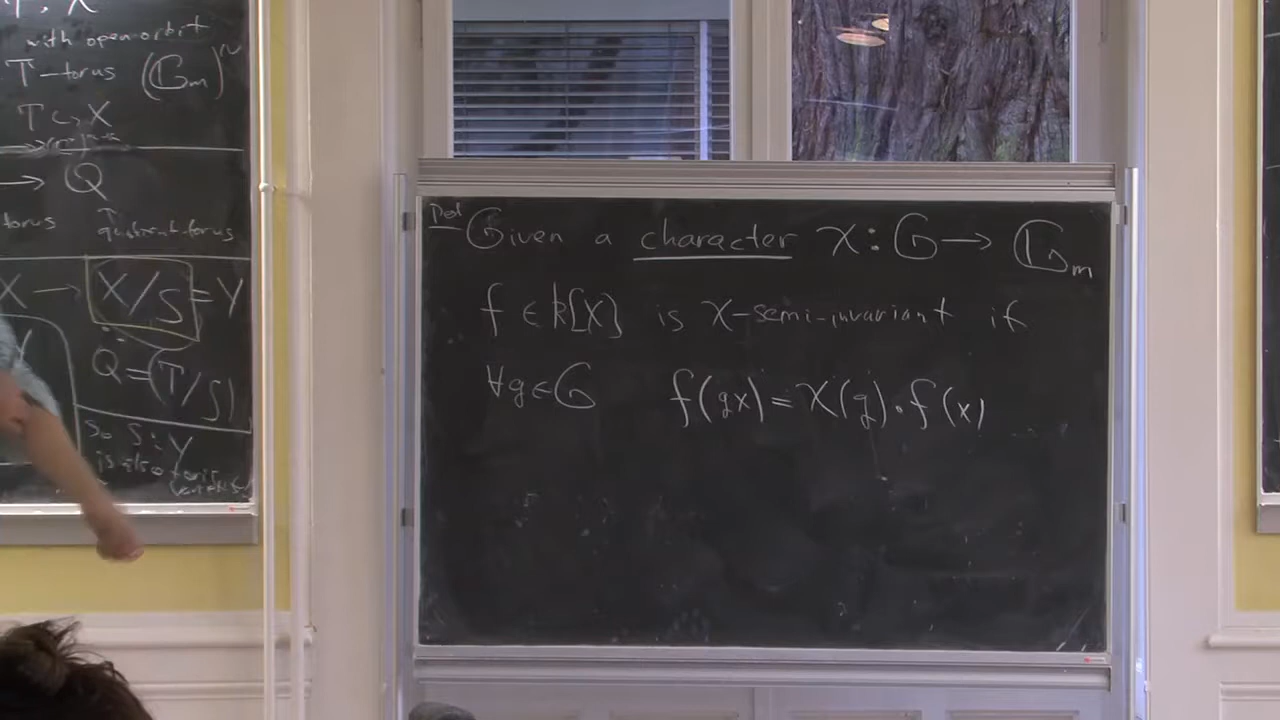 with open orbit
T-torus (𝔾m)^n
T ↪ X
→ Q
torus quotient torus
X → X/S = Y
Q = (T/S)
so S : Y
is also toric
Def Given a character χ : G → 𝔾m
f ∈ k[X] is χ-semi-invariant if
∀g∈G f(gx) = χ(g)·f(x)